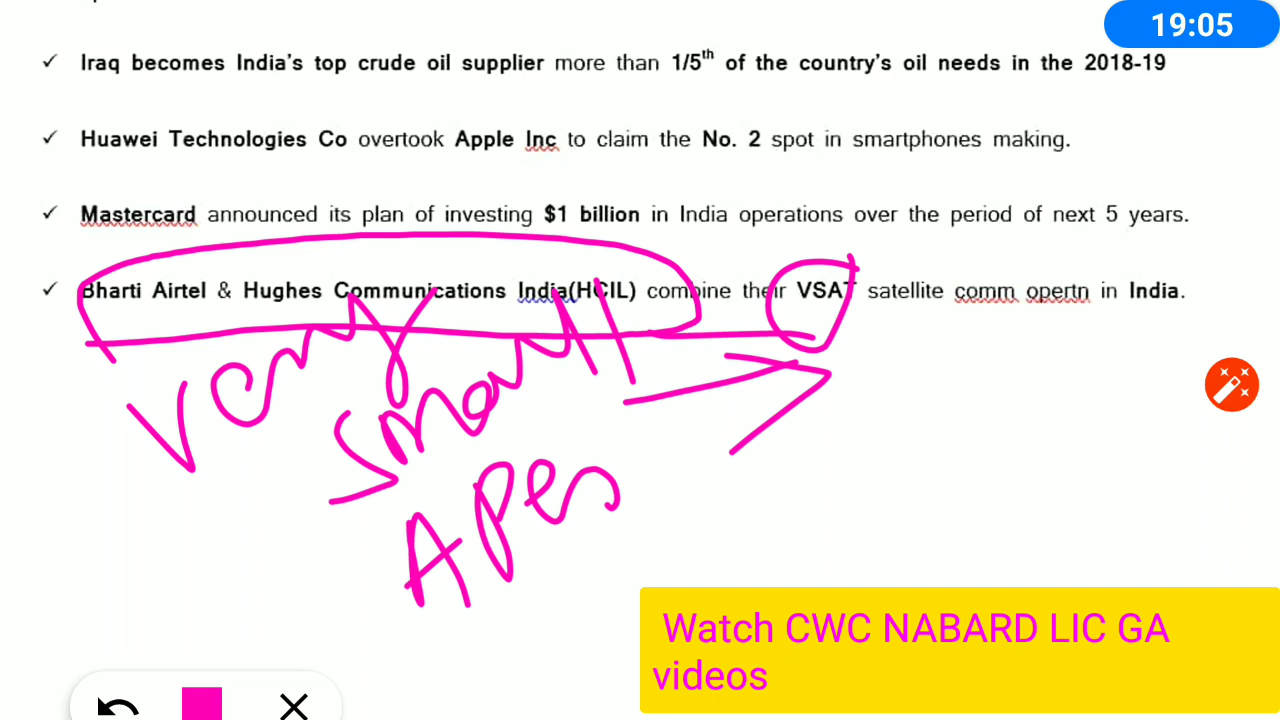 19:05
✓ Iraq becomes India's top crude oil supplier more than 1/5th of the country's oil needs in the 2018-19
✓ Huawei Technologies Co overtook Apple Inc to claim the No. 2 spot in smartphones making.
✓ Mastercard announced its plan of investing $1 billion in India operations over the period of next 5 years.
✓ Bharti Airtel & Hughes Communications India(HCIL) combine their VSAT satellite comm opertn in India.
Very
Small
Aper
Watch CWC NABARD LIC GA
videos